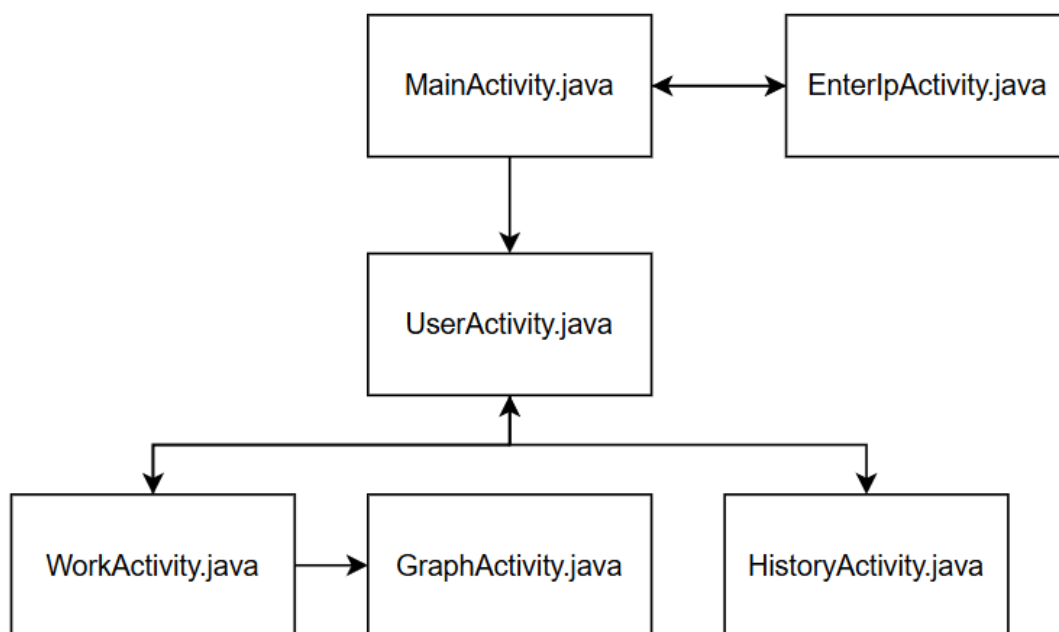 MainActivity.java
EnterIpActivity.java
UserActivity.java
WorkActivity.java
GraphActivity.java
HistoryActivity.java